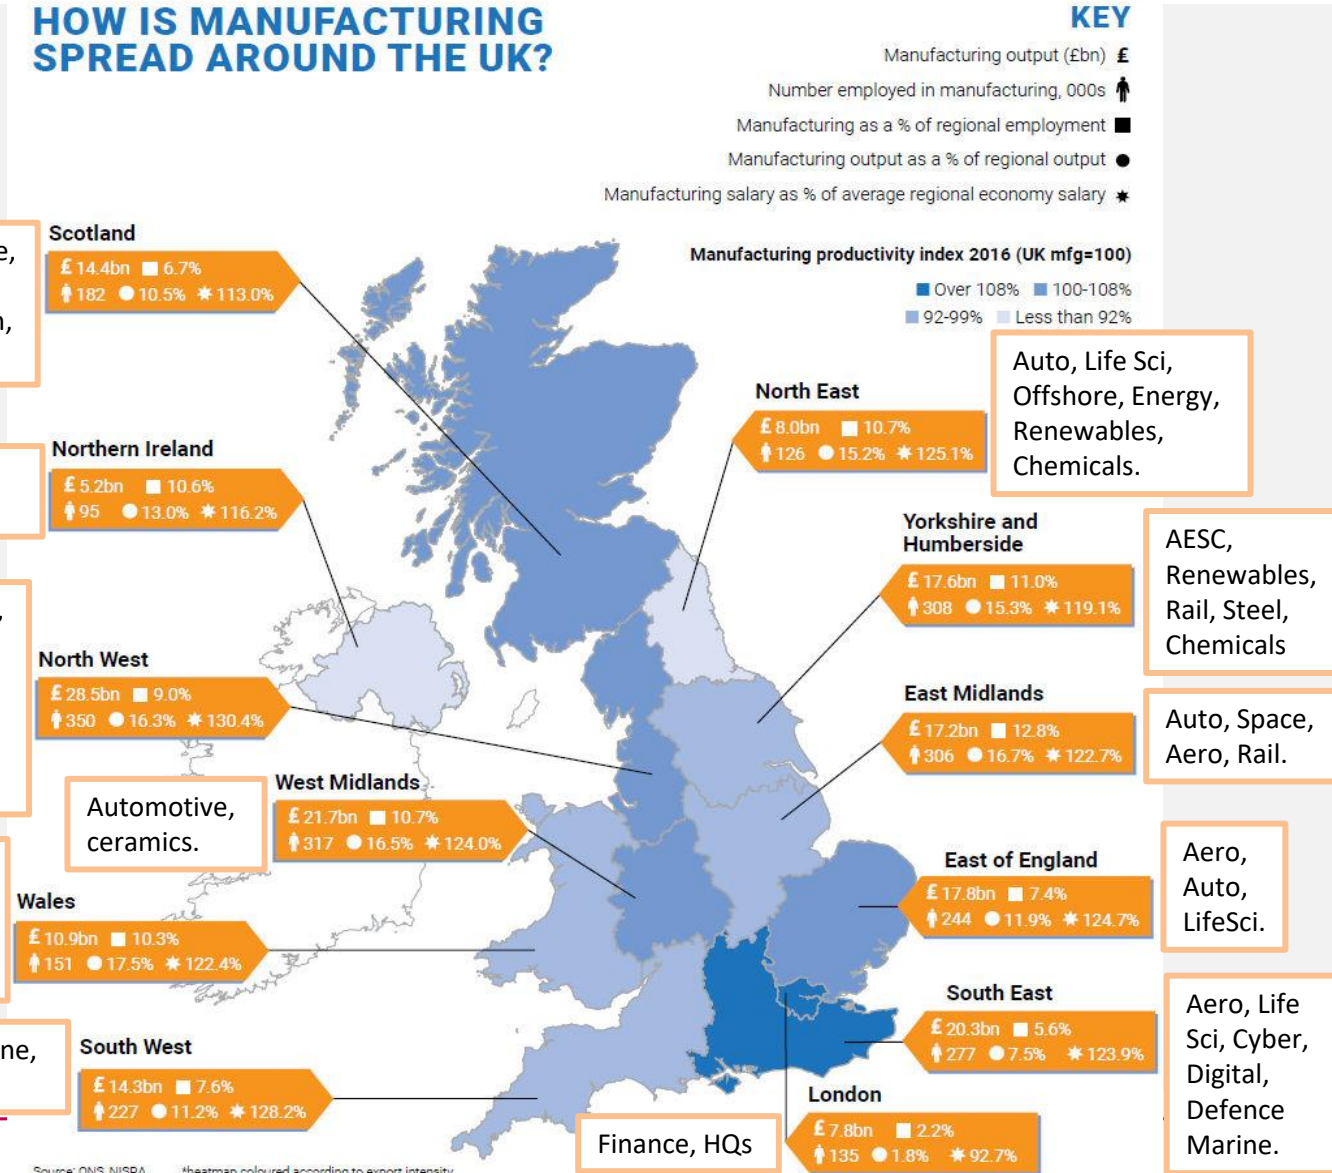 HOW IS MANUFACTURING
SPREAD AROUND THE UK?
KEY
Manufacturing output (£bn) £
Number employed in manufacturing, 000s
Manufacturing as a % of regional employment
Manufacturing output as a % of regional output
Manufacturing salary as % of average regional economy salary
Manufacturing productivity index 2016 (UK mfg=100)
Over 108% 100-108%
92-99% Less than 92%
Scotland
£ 14.4bn 6.7%
182 10.5% 113.0%
North East
£ 8.0bn 10.7%
126 15.2% 125.1%
Auto, Life Sci,
Offshore, Energy,
Renewables,
Chemicals.
Northern Ireland
£ 5.2bn 10.6%
95 13.0% 116.2%
Yorkshire and
Humberside
£ 17.6bn 11.0%
308 15.3% 119.1%
AESC,
Renewables,
Rail, Steel,
Chemicals
North West
£ 28.5bn 9.0%
350 16.3% 130.4%
East Midlands
£ 17.2bn 12.8%
306 16.7% 122.7%
Auto, Space,
Aero, Rail.
West Midlands
£ 21.7bn 10.7%
317 16.5% 124.0%
Automotive,
ceramics.
East of England
£ 17.8bn 7.4%
244 11.9% 124.7%
Aero,
Auto,
LifeSci.
Wales
£ 10.9bn 10.3%
151 17.5% 122.4%
South East
£ 20.3bn 5.6%
277 7.5% 123.9%
Aero, Life
Sci, Cyber,
Digital,
Defence
Marine.
South West
£ 14.3bn 7.6%
227 11.2% 128.2%
London
£ 7.8bn 2.2%
135 1.8% 92.7%
Finance, HQs
Source: ONS, NISRA *heatmap coloured according to export intensity